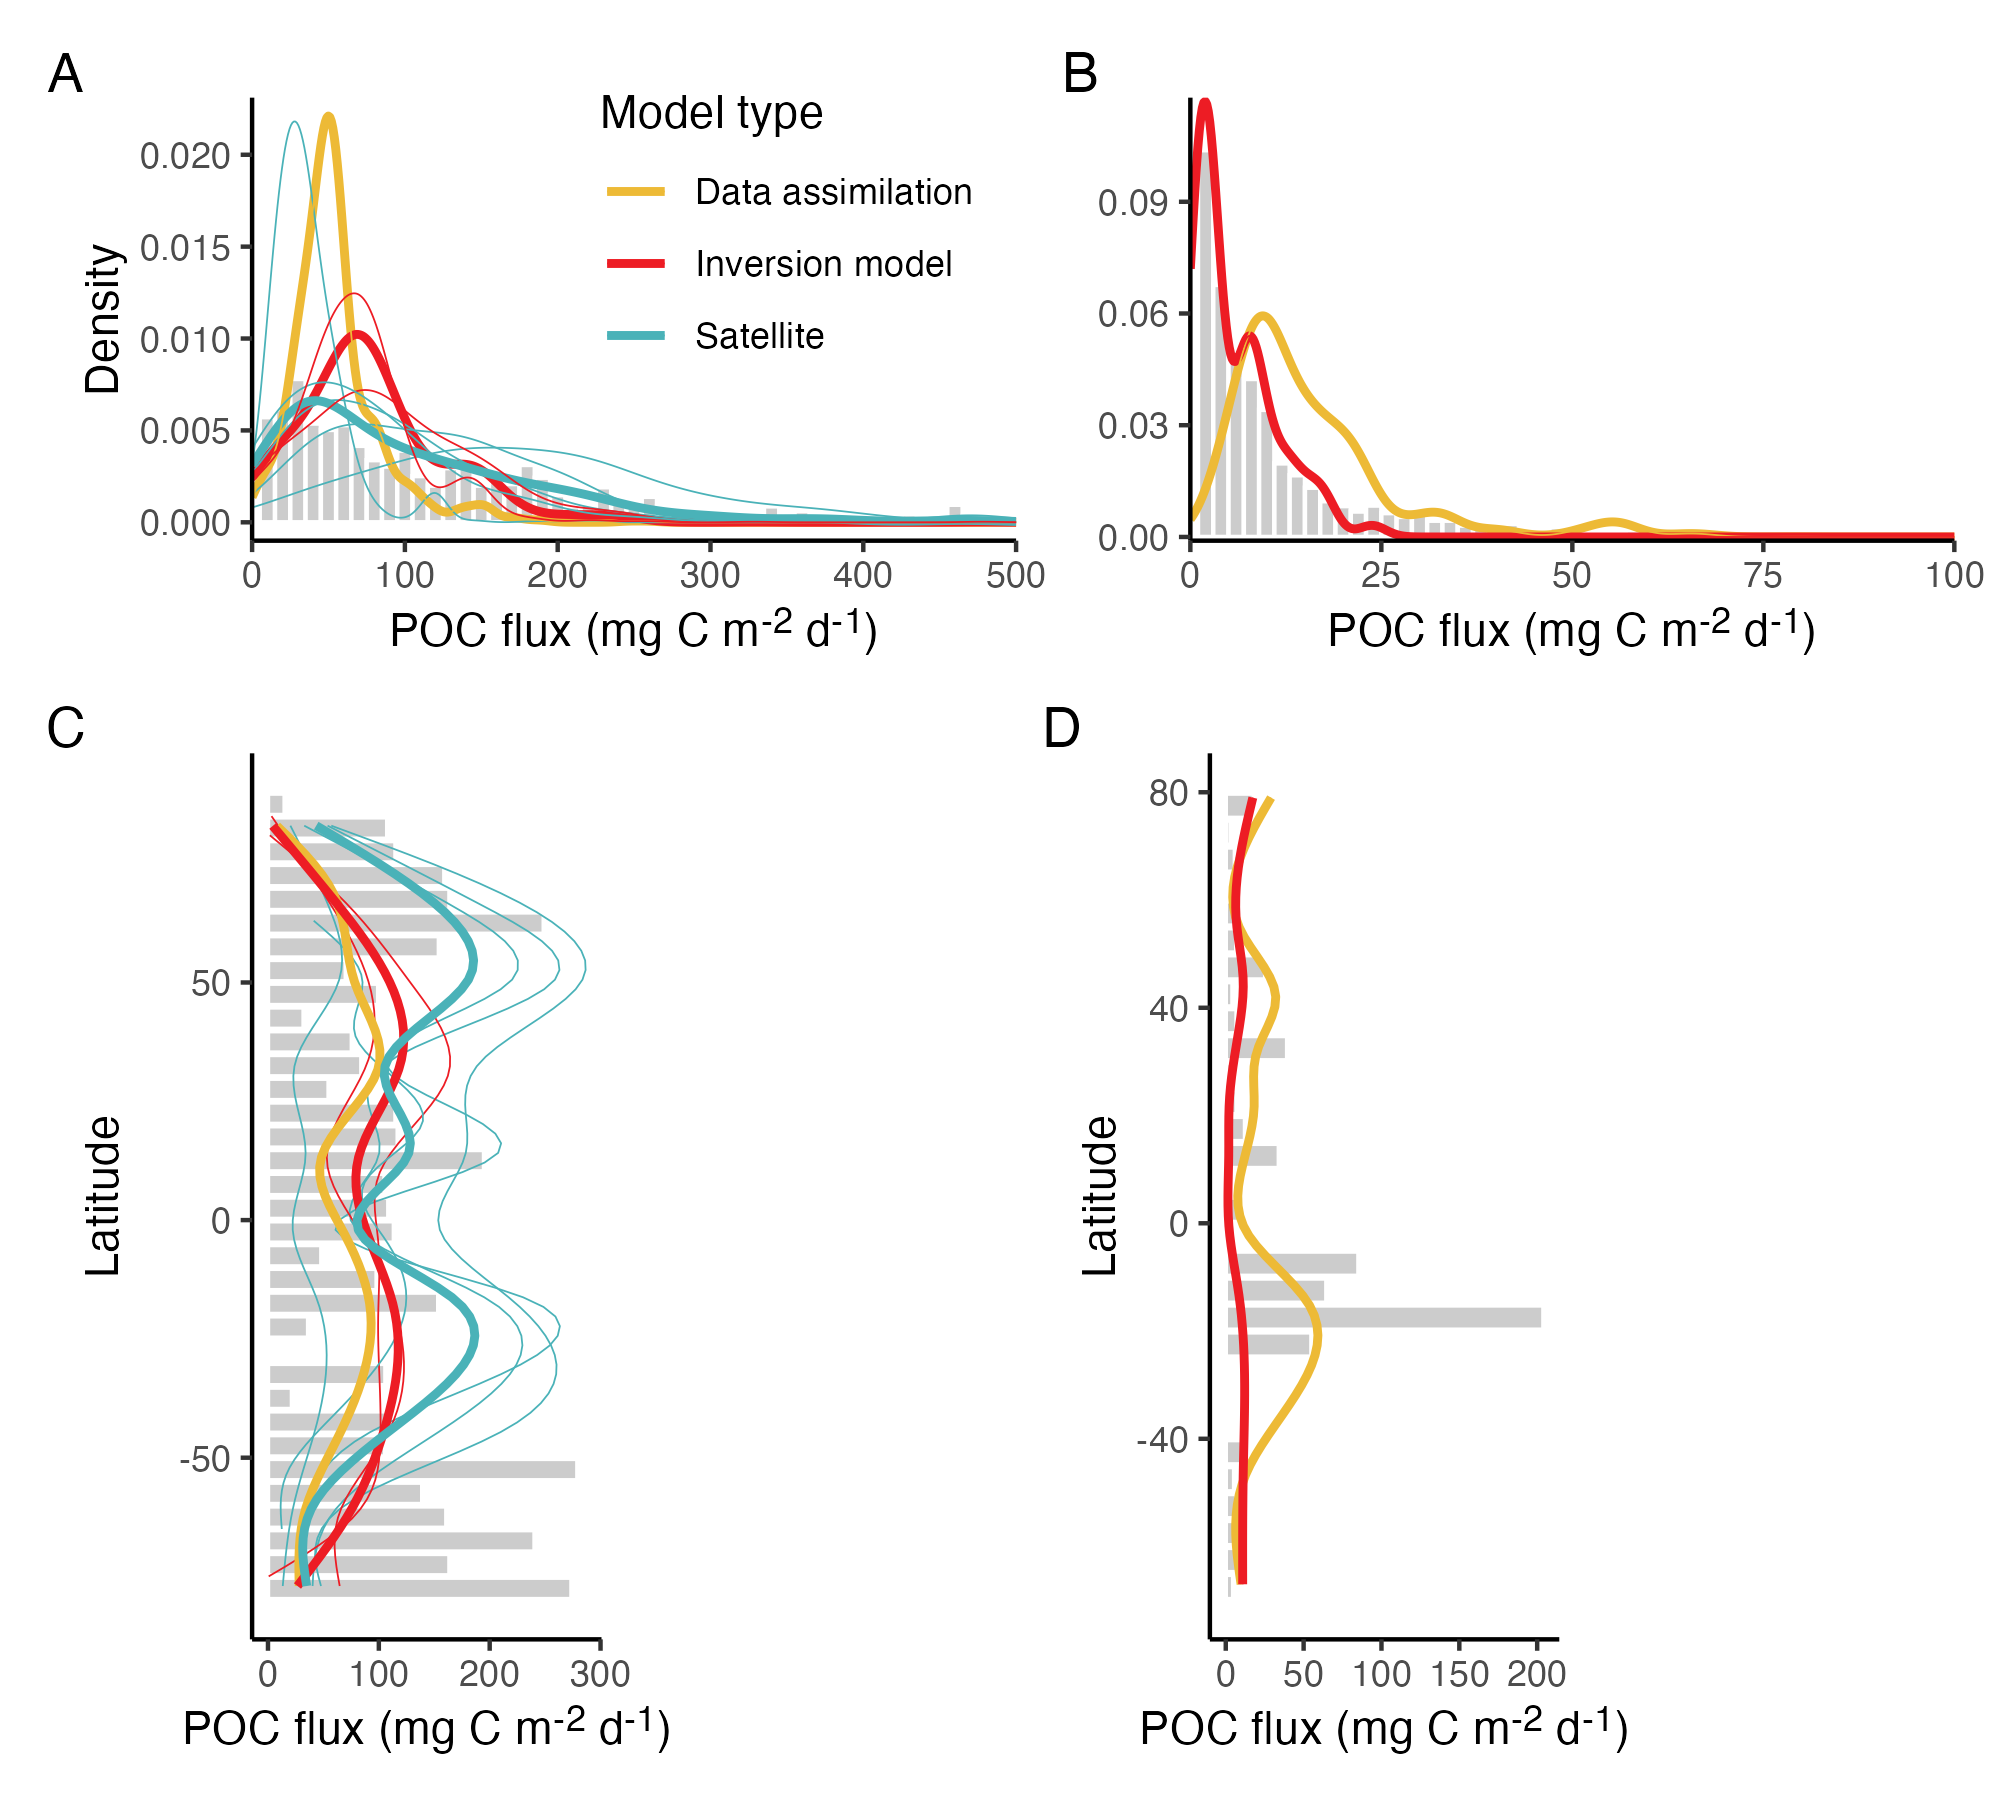 A
Density
0.020
0.015
0.010
0.005
0.000
0 100 200 300 400 500
POC flux (mg C m-2 d-1)
Model type
Data assimilation
Inversion model
Satellite
B
0.09
0.06
0.03
0.00
0 25 50 75 100
POC flux (mg C m-2 d-1)
C
Latitude
50
0
-50
0 100 200 300
POC flux (mg C m-2 d-1)
D
Latitude
80
40
0
-40
0 50 100 150 200
POC flux (mg C m-2 d-1)